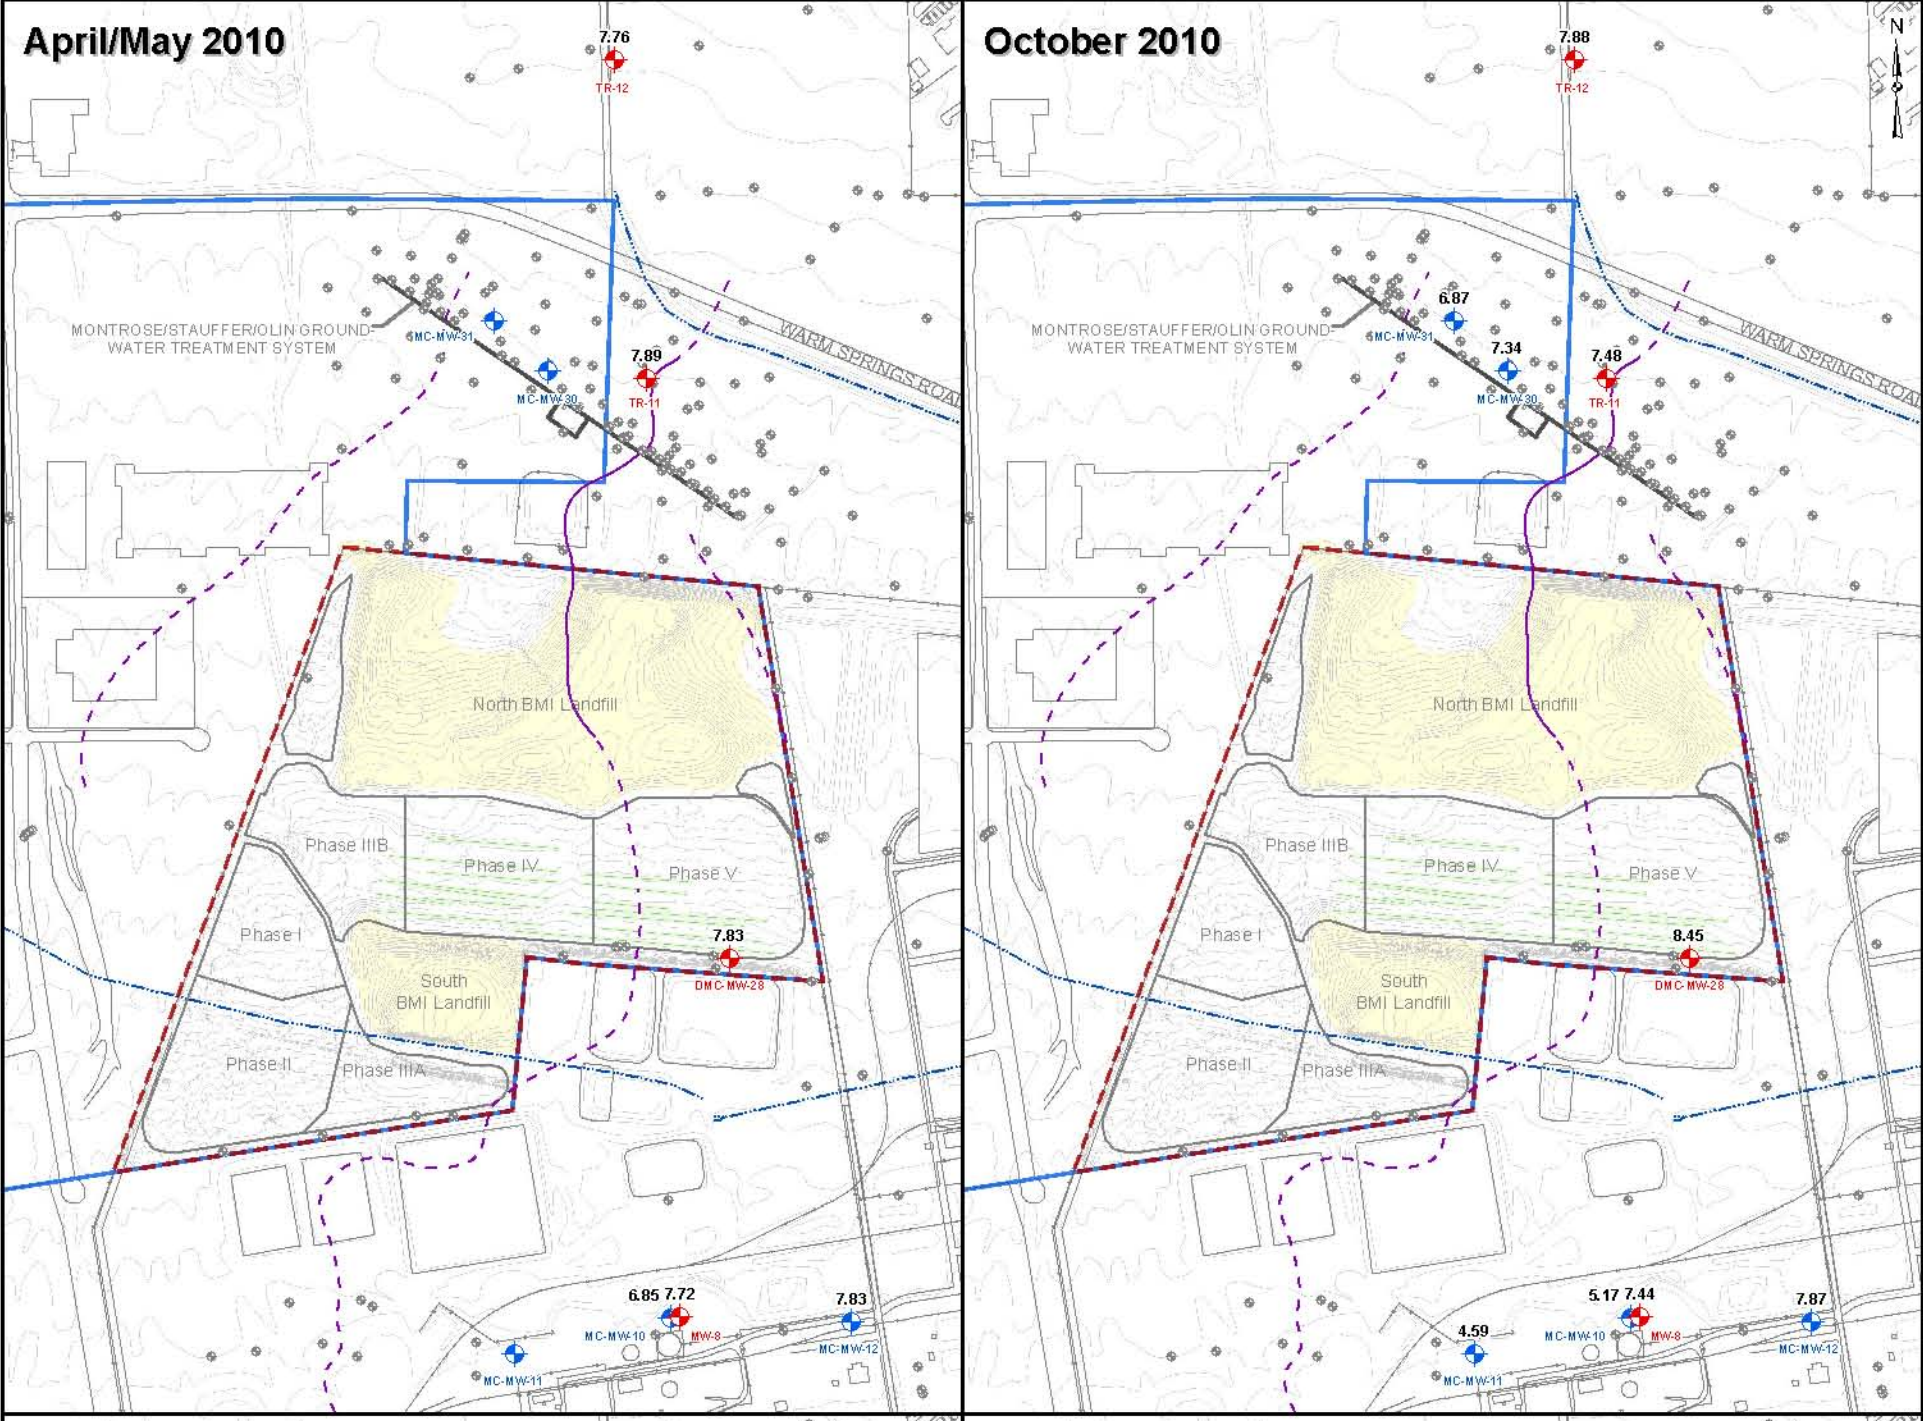 April/May 2010
7.76
TR-12
MONTROSE/STAUFFER/OLIN GROUND-
WATER TREATMENT SYSTEM
MC-MW-31
MC-MW-30
7.89
TR-11
WARM SPRINGS ROAD
North BMI Landfill
Phase IIIB
Phase IV
Phase V
Phase I
7.83
DMC-MW-28
South
BMI Landfill
Phase II
Phase IIIA
6.85 7.72
MC-MW-10
MW-8
7.83
MC-MW-12
MC-MW-11
October 2010
N
7.88
TR-12
6.87
MC-MW-31
MONTROSE/STAUFFER/OLIN GROUND-
WATER TREATMENT SYSTEM
7.34
MC-MW-30
7.48
TR-11
WARM SPRINGS ROAD
North BMI Landfill
Phase IIIB
Phase IV
Phase V
Phase I
8.45
DMC-MW-28
South
BMI Landfill
Phase II
Phase IIIA
5.17 7.44
MC-MW-10
MW-8
7.87
MC-MW-12
4.59
MC-MW-11